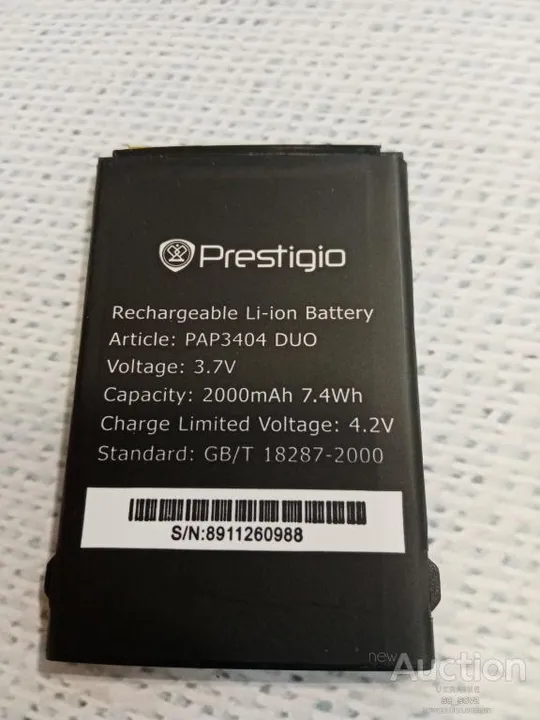 Prestigio
Rechargeable Li-ion Battery
Article: PAP3404 DUO
Voltage: 3.7V
Capacity: 2000mAh 7.4Wh
Charge Limited Voltage: 4.2V
Standard: GB/T 18287-2000
S/N:8911260988
newAuction